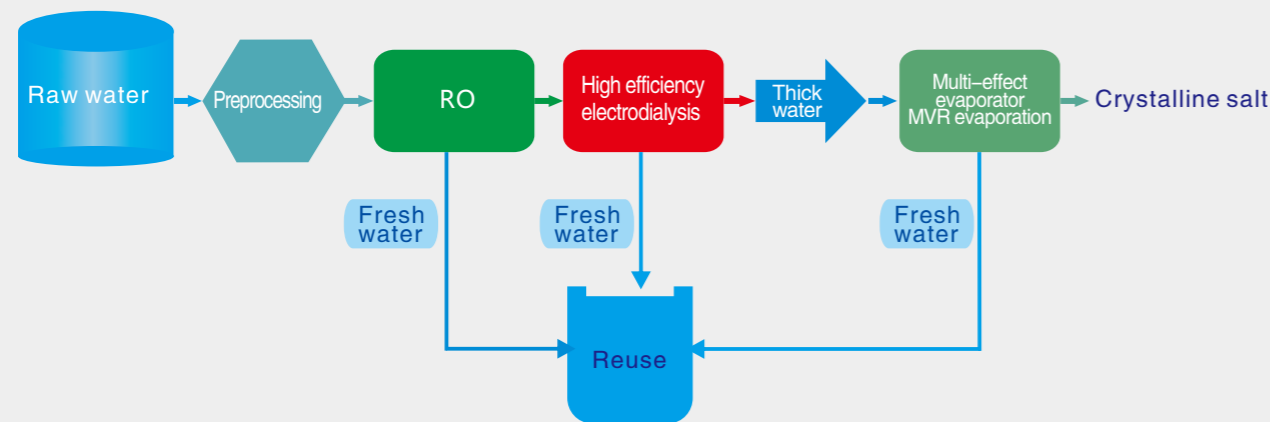 Raw water
Preprocessing
RO
High efficiency
electrodialysis
Thick
water
Multi-effect
evaporator
MVR evaporation
Crystalline salt
Fresh
water
Fresh
water
Fresh
water
Reuse